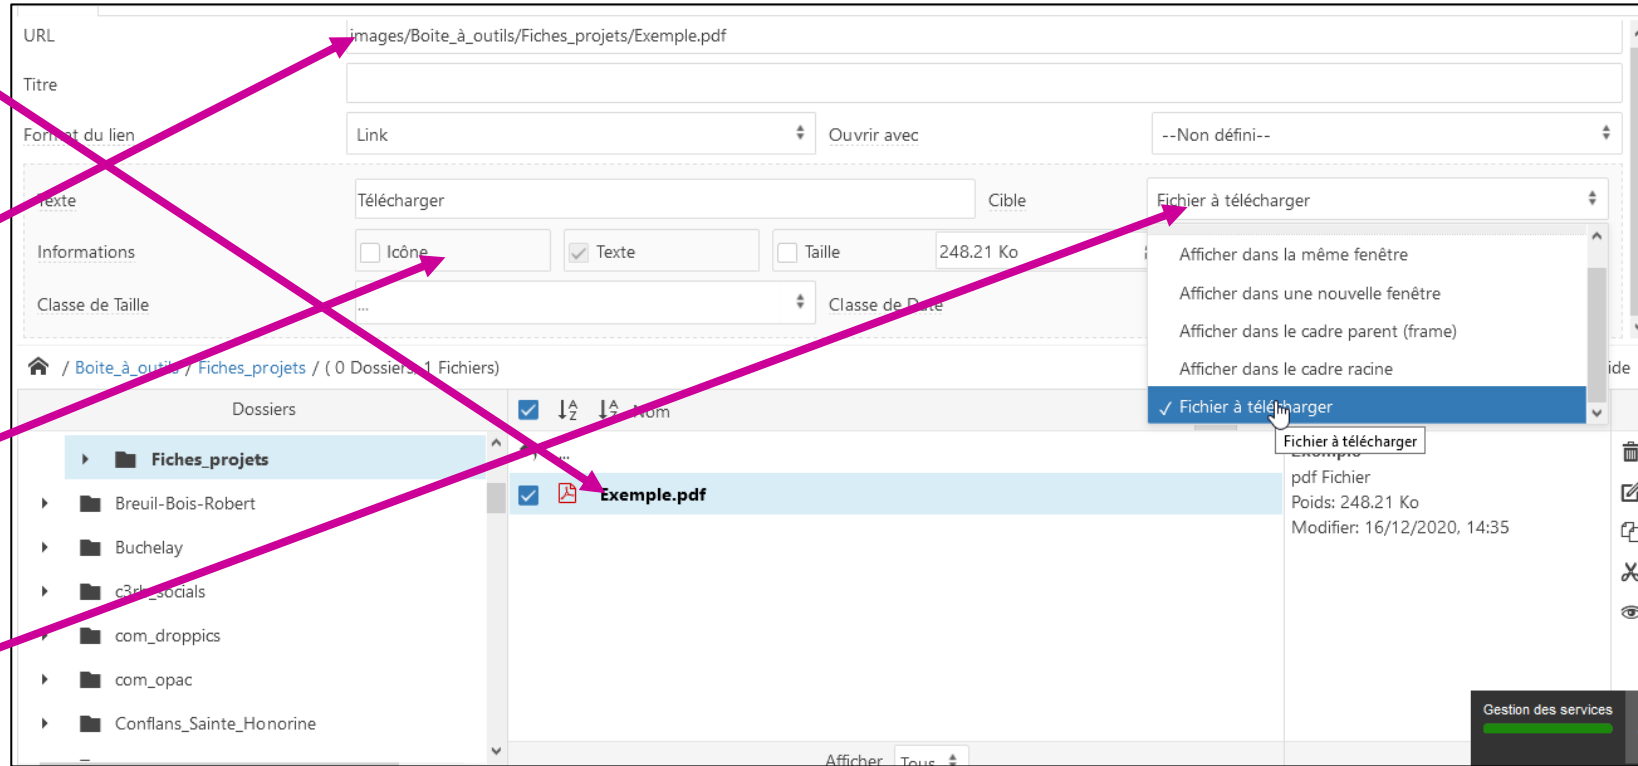 URL images/Boite_à_outils/Fiches_projets/Exemple.pdf
Titre
Format du lien Link Ouvrir avec --Non défini--
Texte Télécharger Cible Fichier à télécharger
Informations Icône Texte Taille 248.21 Ko
Afficher dans la même fenêtre
Afficher dans une nouvelle fenêtre
Classe de Taille ... Classe de Date
Afficher dans le cadre parent (frame)
Afficher dans le cadre racine
/ Boite_à_outils / Fiches_projets / ( 0 Dossiers, 1 Fichiers)
✓ Fichier à télécharger
Dossiers Nom
Fichier à télécharger
Fiches_projets ... Exemple
pdf Fichier
Exemple.pdf
Poids: 248.21 Ko
Modifier: 16/12/2020, 14:35
Breuil-Bois-Robert
Buchelay
c3rb_socials
com_droppics
com_opac
Conflans_Sainte_Honorine
Gestion des services
Afficher Tous